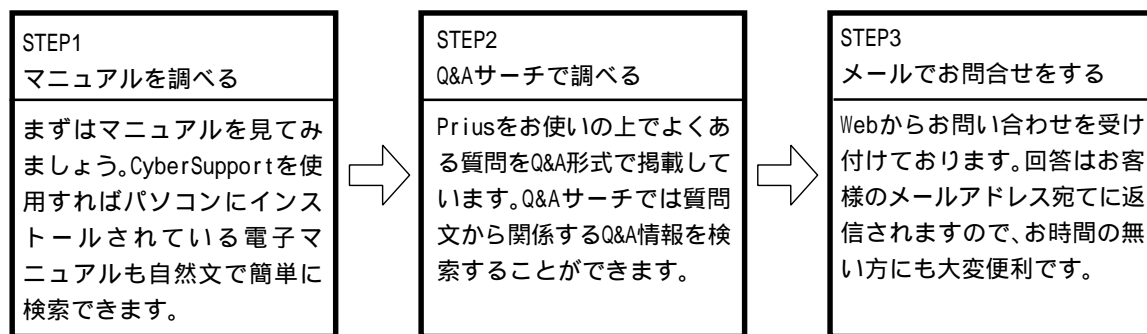 STEP1
マニュアルを調べる
まずはマニュアルを見てみ
ましょう。CyberSupportを使
用すればパソコンにインス
トールされている電子マ
ニュアルも自然文で簡単に
検索できます。
STEP2
Q&Aサーチで調べる
Priusをお使いの上でよくあ
る質問をQ&A形式で掲載して
います。Q&Aサーチでは質問
文から関係するQ&A情報を検
索することができます。
STEP3
メールでお問合せをする
Webからお問い合わせを受け
付けております。回答はお客
様のメールアドレス宛てに返
信されますので、お時間の無
い方にも大変便利です。